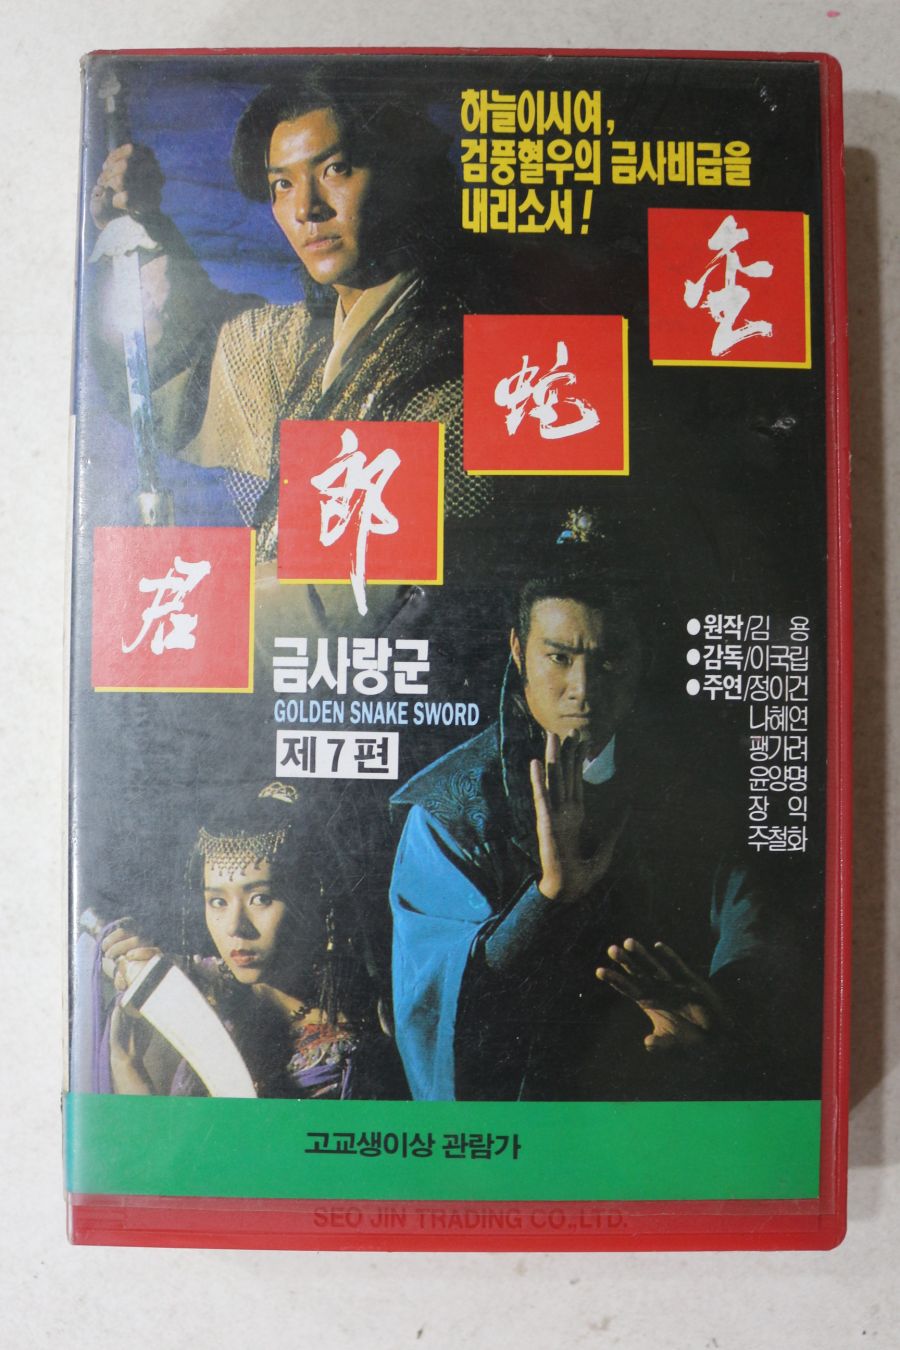 하늘이시여,
검풍혈우의 금사비급을
내리소서!
金蛇郎君
금사랑군
GOLDEN SNAKE SWORD
제7편
●원작/김 용
●감독/이국립
●주연/정이건
나혜연
팽가려
윤양명
장 익
주철화
고교생이상 관람가
SEO JIN TRADING CO.,LTD.